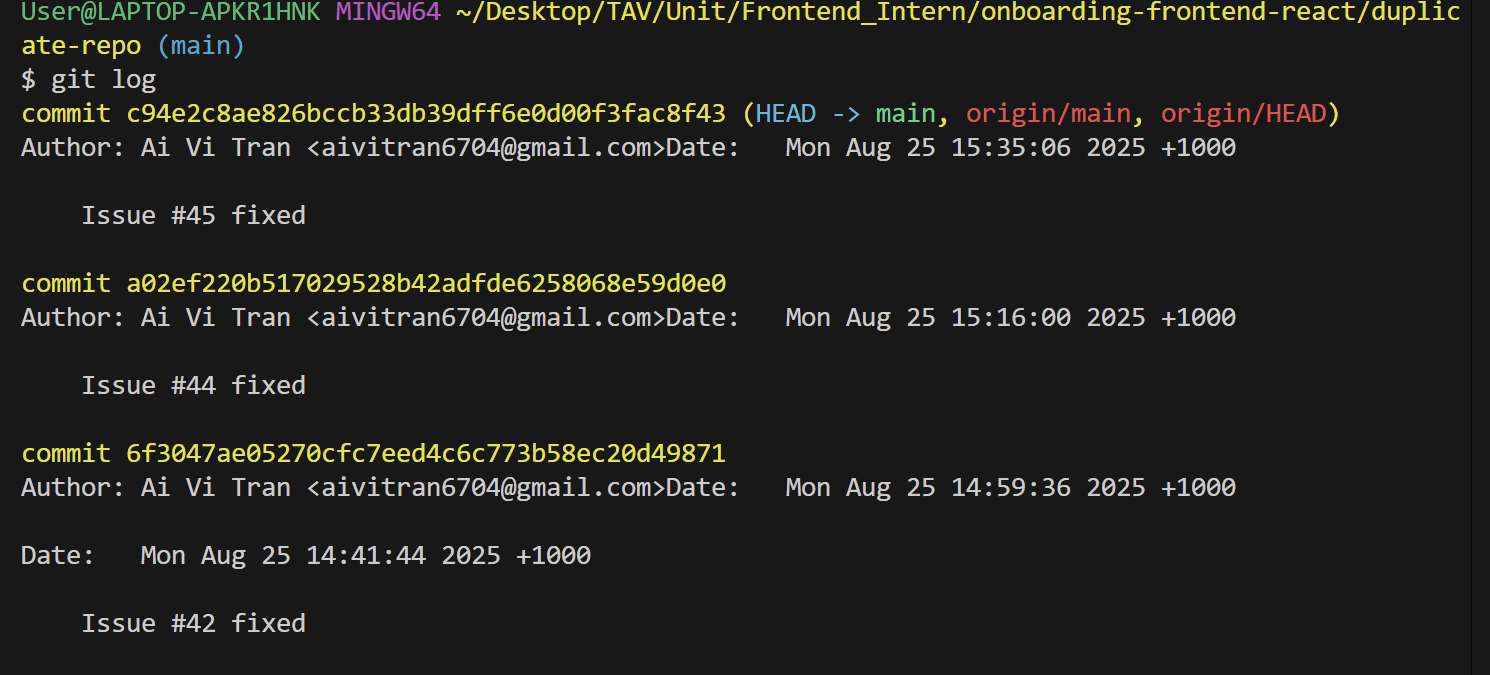 User@LAPTOP-APKR1HNK MINGW64 ~/Desktop/TAV/Unit/Frontend_Intern/onboarding-frontend-react/duplic
ate-repo (main)
$ git log
commit c94e2c8ae826bccb33db39dff6e0d00f3fac8f43 (HEAD -> main, origin/main, origin/HEAD)
Author: Ai Vi Tran <aivitran6704@gmail.com>Date:   Mon Aug 25 15:35:06 2025 +1000
    Issue #45 fixed
commit a02ef220b517029528b42adfde6258068e59d0e0
Author: Ai Vi Tran <aivitran6704@gmail.com>Date:   Mon Aug 25 15:16:00 2025 +1000
    Issue #44 fixed
commit 6f3047ae05270cfc7eed4c6c773b58ec20d49871
Author: Ai Vi Tran <aivitran6704@gmail.com>Date:   Mon Aug 25 14:59:36 2025 +1000
Date:   Mon Aug 25 14:41:44 2025 +1000
    Issue #42 fixed